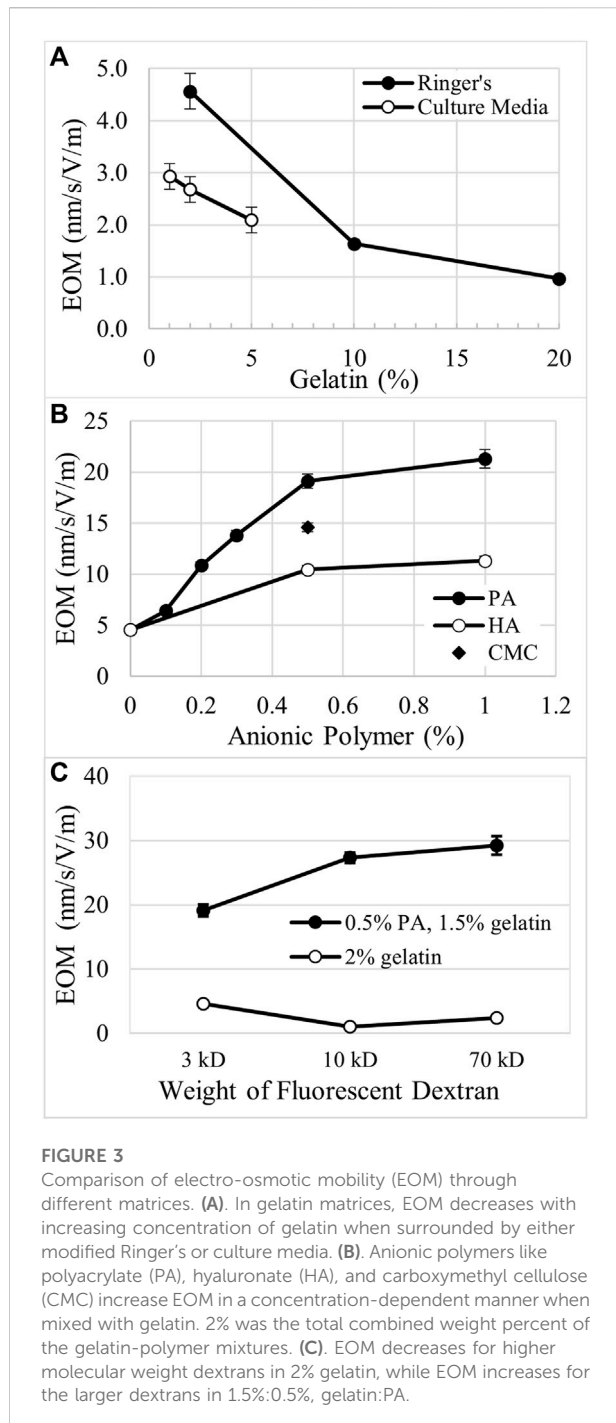 A
5.0
4.0
3.0
2.0
1.0
0.0
EOM (nm/s/V/m)
Ringer's
Culture Media
0 5 10 15 20
Gelatin (%)
B
25
20
15
10
5
0
EOM (nm/s/V/m)
PA
HA
CMC
0 0.2 0.4 0.6 0.8 1 1.2
Anionic Polymer (%)
C
40
30
20
10
0
EOM (nm/s/V/m)
0.5% PA, 1.5% gelatin
2% gelatin
3 kD 10 kD 70 kD
Weight of Fluorescent Dextran
FIGURE 3
Comparison of electro-osmotic mobility (EOM) through
different matrices. (A). In gelatin matrices, EOM decreases with
increasing concentration of gelatin when surrounded by either
modified Ringer's or culture media. (B). Anionic polymers like
polyacrylate (PA), hyaluronate (HA), and carboxymethyl cellulose
(CMC) increase EOM in a concentration-dependent manner when
mixed with gelatin. 2% was the total combined weight percent of
the gelatin-polymer mixtures. (C). EOM decreases for higher
molecular weight dextrans in 2% gelatin, while EOM increases for
the larger dextrans in 1.5%:0.5%, gelatin:PA.